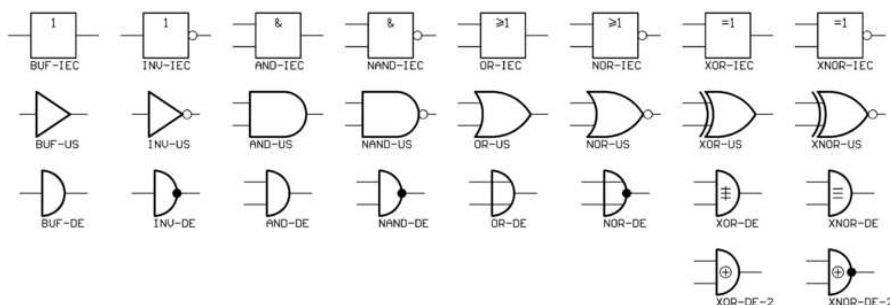 1 1 & & ≥1 ≥1 =1 =1
BUF-IEC INV-IEC AND-IEC NAND-IEC OR-IEC NOR-IEC XOR-IEC XNOR-IEC
BUF-US INV-US AND-US NAND-US OR-US NOR-US XOR-US XNOR-US
BUF-DE INV-DE AND-DE NAND-DE OR-DE NOR-DE XOR-DE XNOR-DE
XOR-DE-2 XNOR-DE-2